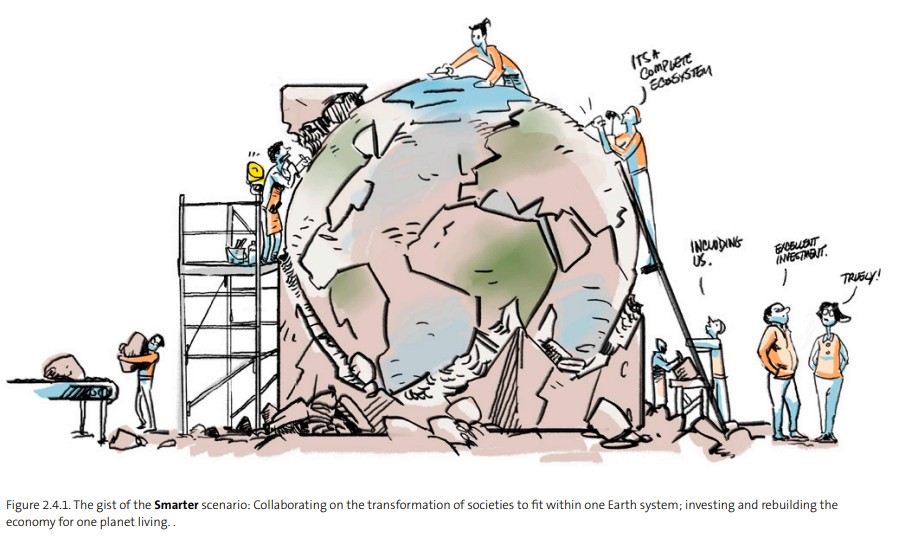 IT'S A
COMPLETE
ECOSYSTEM
INCLUDING
US.
EXCELLENT
INVESTMENT.
TRUELY!
Figure 2.4.1. The gist of the Smarter scenario: Collaborating on the transformation of societies to fit within one Earth system; investing and rebuilding the
economy for one planet living. .